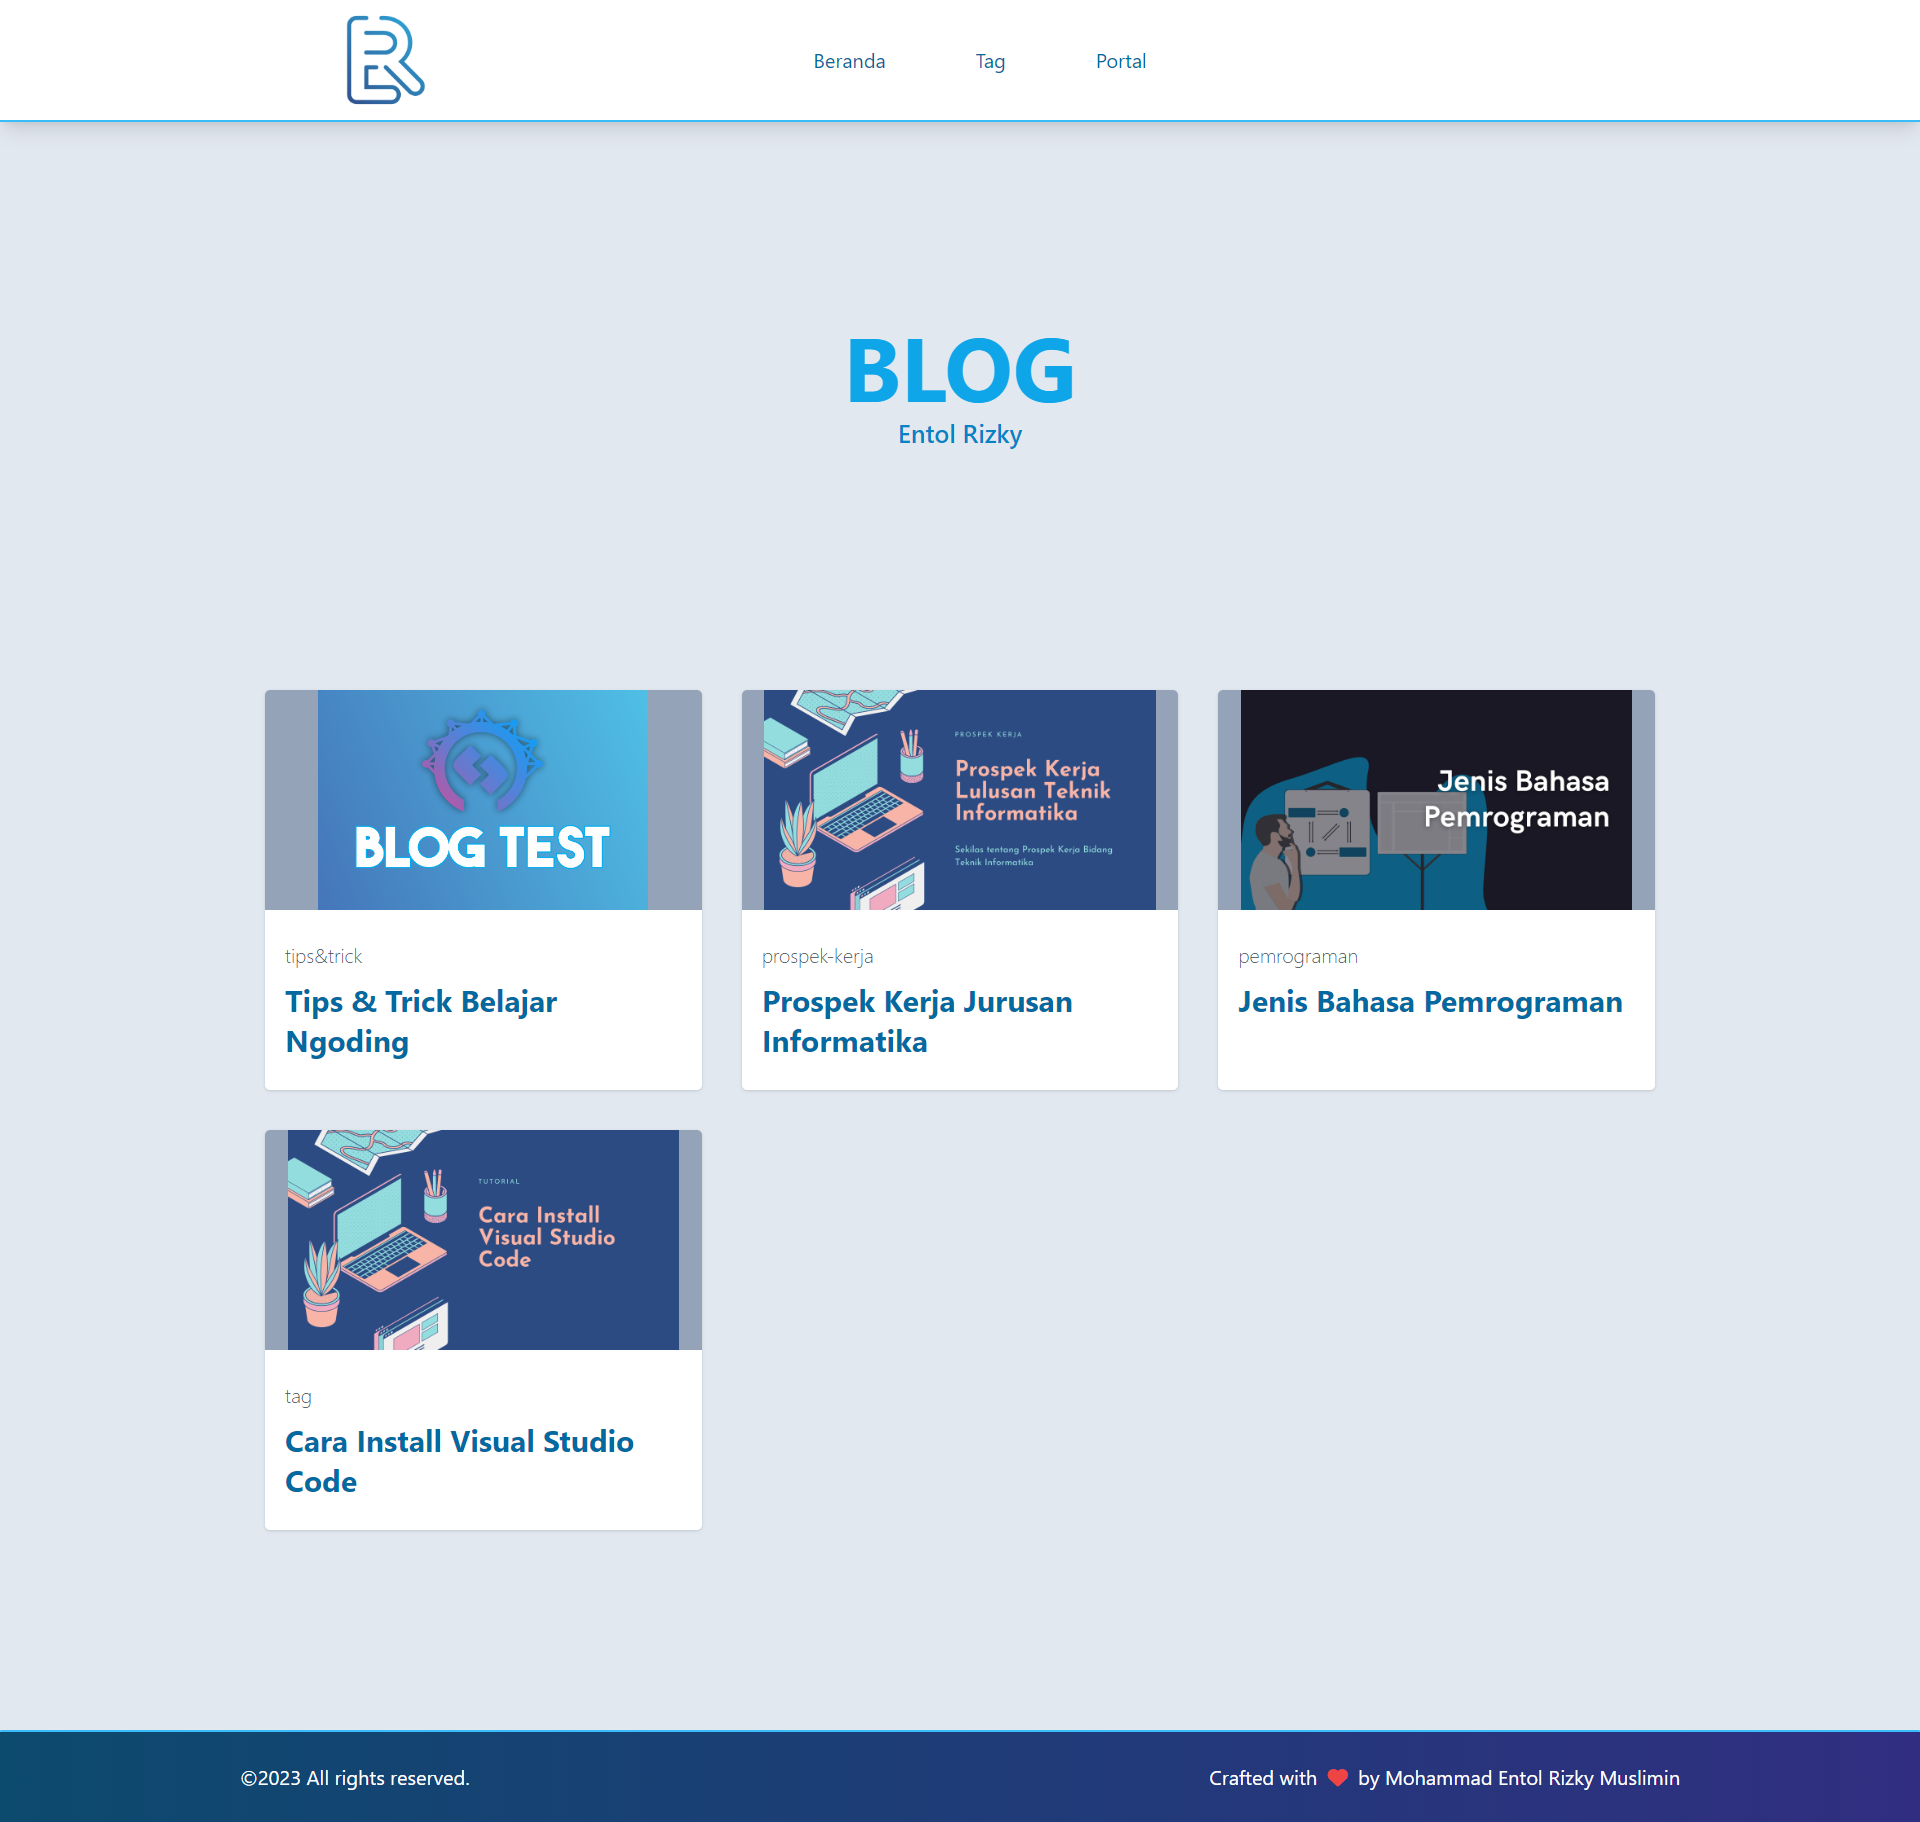 Beranda
Tag
Portal
BLOG
Entol Rizky
BLOG TEST
tips&trick
Tips & Trick Belajar
Ngoding
PROSPEK KERJA
Prospek Kerja
Lulusan Teknik
Informatika
Sekilas tentang Prospek Kerja Bidang
Teknik Informatika
prospek-kerja
Prospek Kerja Jurusan
Informatika
Jenis Bahasa
Pemrograman
pemrograman
Jenis Bahasa Pemrograman
TUTORIAL
Cara Install
Visual Studio
Code
tag
Cara Install Visual Studio
Code
©2023 All rights reserved.
Crafted with ❤ by Mohammad Entol Rizky Muslimin